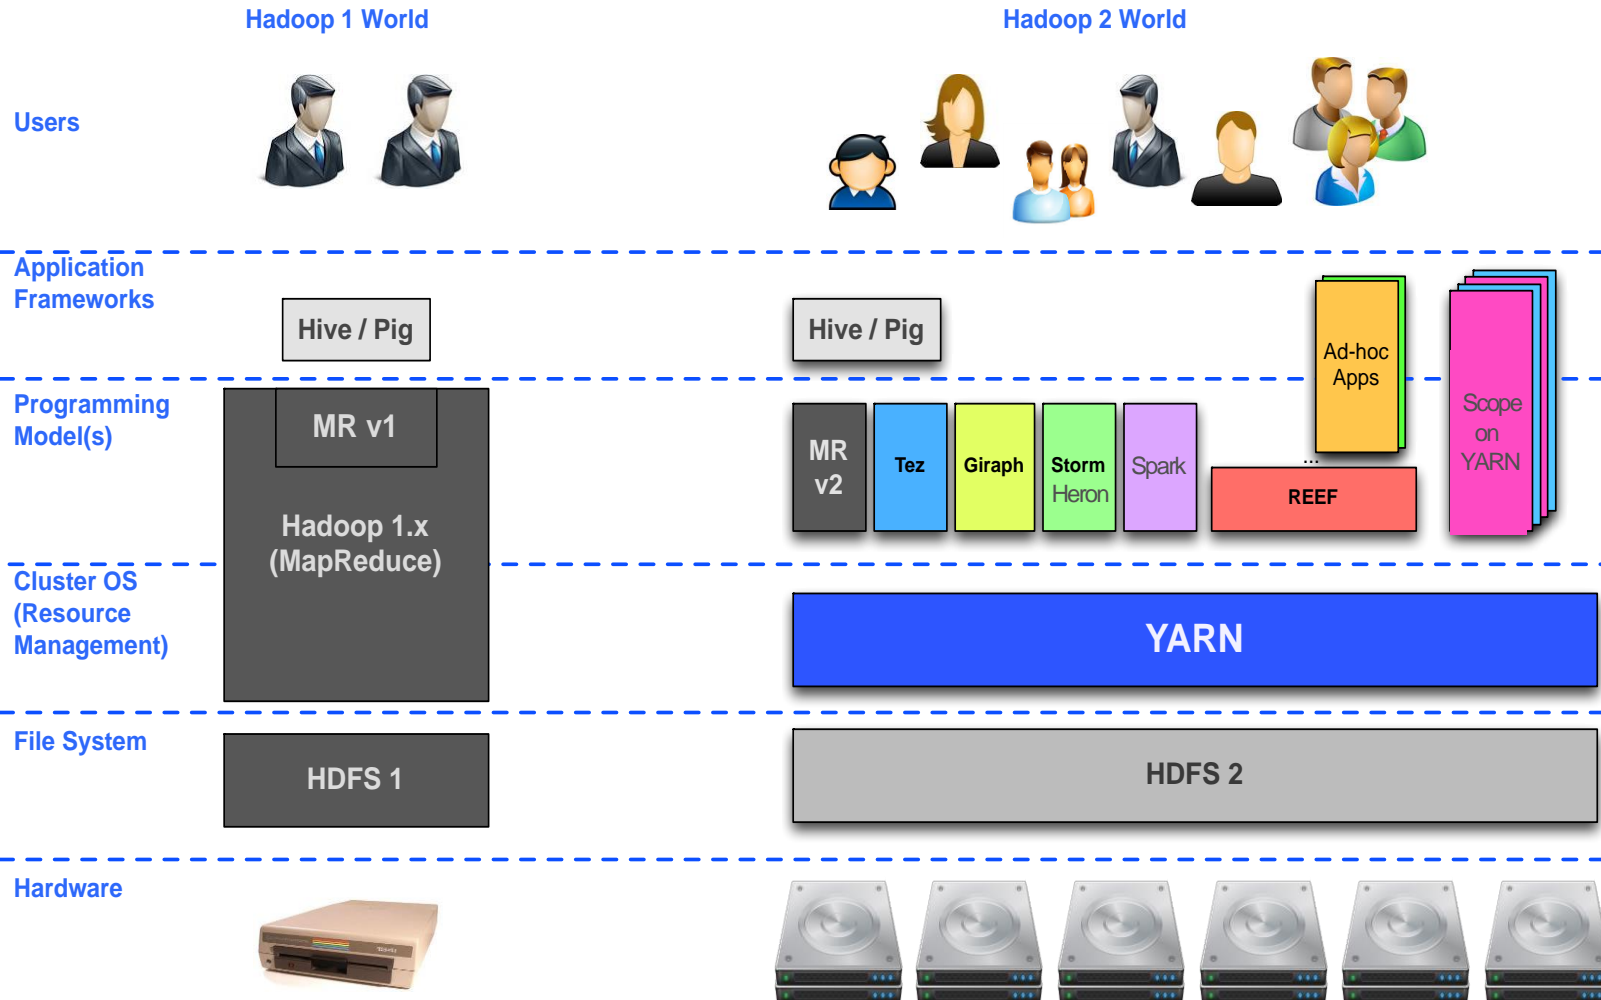 Hadoop 1 World
Hadoop 2 World
Users
Application
Frameworks
Hive / Pig
Hive / Pig
Ad-hoc
Apps
Programming
Model(s)
MR v1
Hadoop 1.x
(MapReduce)
MR
v2
Tez
Giraph
Storm
Heron
Spark
...
REEF
Scope
on
YARN
Cluster OS
(Resource
Management)
YARN
File System
HDFS 1
HDFS 2
Hardware